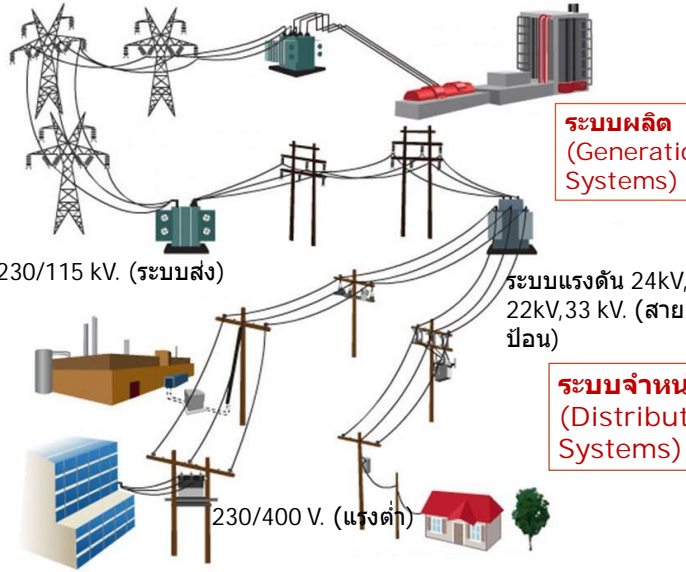 ระบบผลิต
(Generatio
Systems)
230/115 kV. (ระบบส่ง)
ระบบแรงดัน 24kV,
22kV,33 kV. (สาย
ป้อน)
ระบบจำหน
(Distribut
Systems)
230/400 V. (แรงต่ำ)